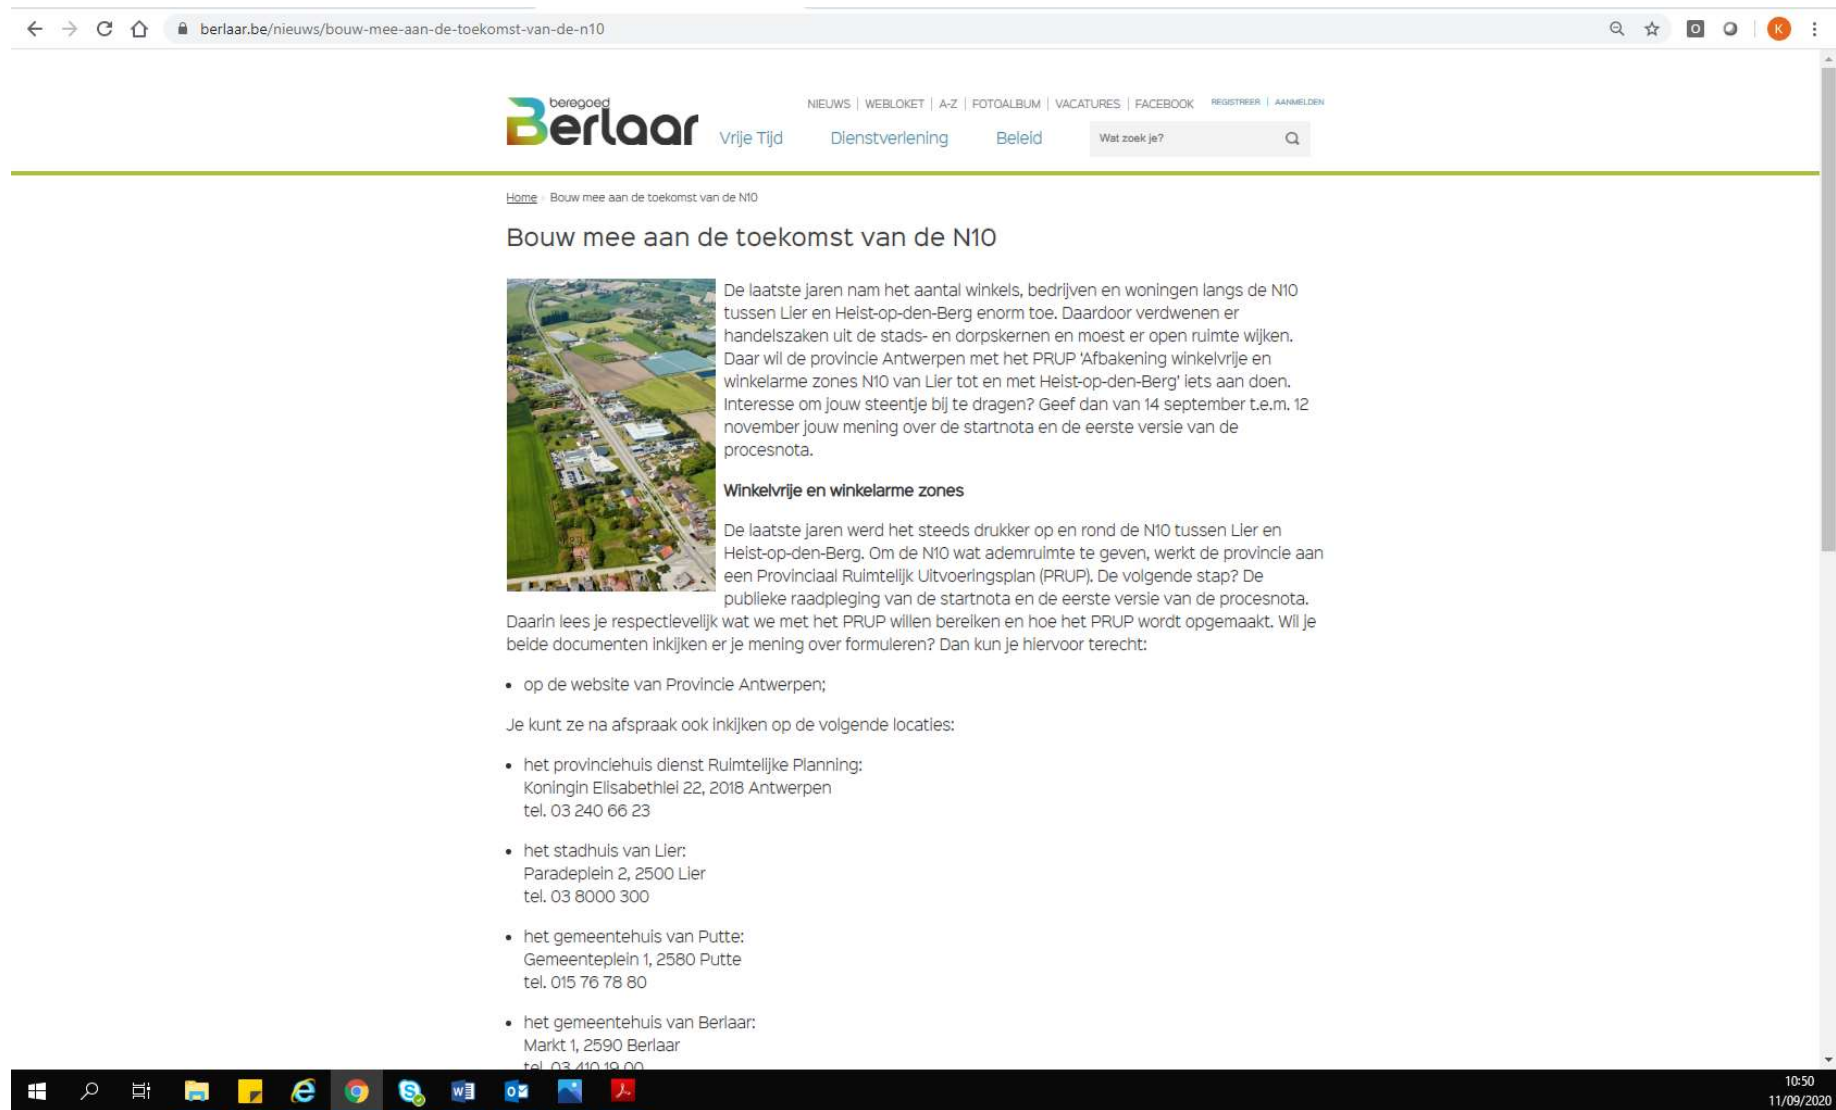 berlaar.be/nieuws/bouw-mee-aan-de-toekomst-van-de-n10
O
K
beregoed
Berlaar
NIEUWS | WEBLOKET | A-Z | FOTOALBUM | VACATURES | FACEBOOK REGISTREER | AANMELDEN
Vrije Tijd Dienstverlening Beleid Wat zoek je?
Home Bouw mee aan de toekomst van de N10
Bouw mee aan de toekomst van de N10
De laatste jaren nam het aantal winkels, bedrijven en woningen langs de N10
tussen Lier en Heist-op-den-Berg enorm toe. Daardoor verdwenen er
handelszaken uit de stads- en dorpskernen en moest er open ruimte wijken.
Daar wil de provincie Antwerpen met het PRUP 'Afbakening winkelvrije en
winkelarme zones N10 van Lier tot en met Heist-op-den-Berg' iets aan doen.
Interesse om jouw steentje bij te dragen? Geef dan van 14 september t.e.m. 12
november jouw mening over de startnota en de eerste versie van de
procesnota.
Winkelvrije en winkelarme zones
De laatste jaren werd het steeds drukker op en rond de N10 tussen Lier en
Heist-op-den-Berg. Om de N10 wat ademruimte te geven, werkt de provincie aan
een Provinciaal Ruimtelijk Uitvoeringsplan (PRUP). De volgende stap? De
publieke raadpleging van de startnota en de eerste versie van de procesnota.
Daarin lees je respectievelijk wat we met het PRUP willen bereiken en hoe het PRUP wordt opgemaakt. Wil je
beide documenten inkijken er je mening over formuleren? Dan kun je hiervoor terecht:
• op de website van Provincie Antwerpen;
Je kunt ze na afspraak ook inkijken op de volgende locaties:
• het provinciehuis dienst Ruimtelijke Planning:
Koningin Elisabethlei 22, 2018 Antwerpen
tel. 03 240 66 23
• het stadhuis van Lier:
Paradeplein 2, 2500 Lier
tel. 03 8000 300
• het gemeentehuis van Putte:
Gemeenteplein 1, 2580 Putte
tel. 015 76 78 80
• het gemeentehuis van Berlaar:
Markt 1, 2590 Berlaar
tel. 03 410 19 00
10:50
11/09/2020